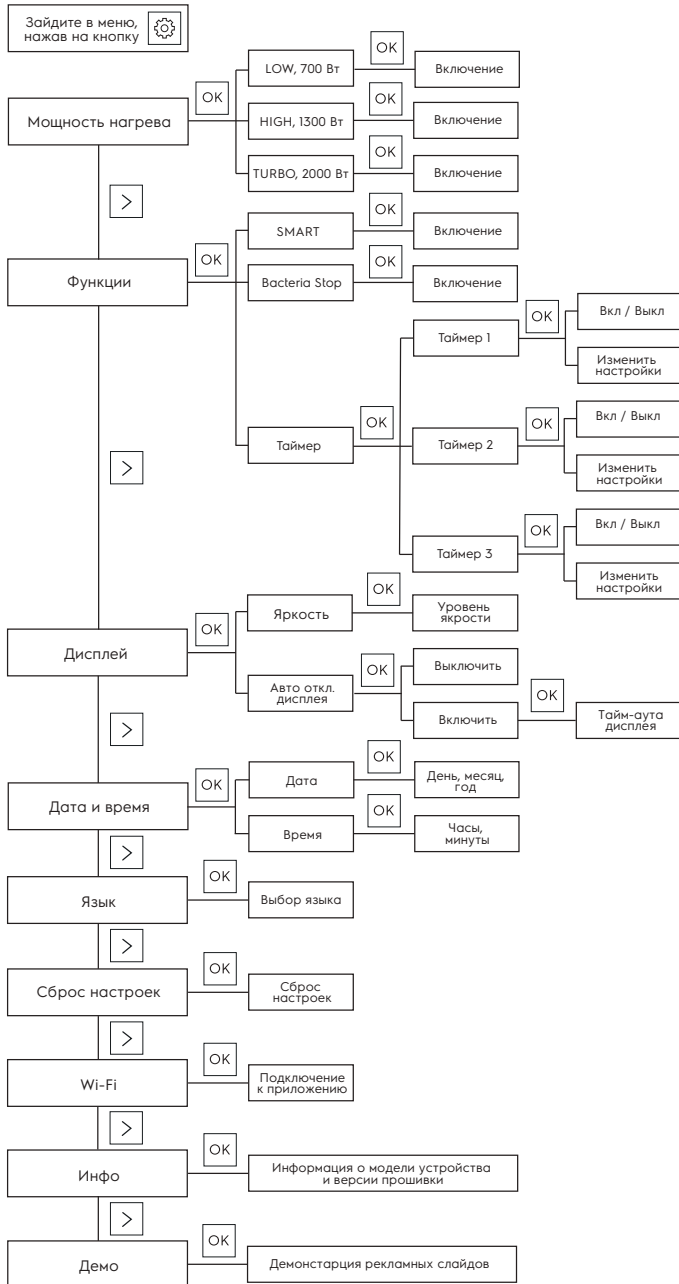 Зайдите в меню,
нажав на кнопку
LOW, 700 Вт
OK
Включение
Мощность нагрева
OK
HIGH, 1300 Вт
OK
Включение
TURBO, 2000 Вт
OK
Включение
>
SMART
OK
Включение
Функции
OK
Bacteria Stop
OK
Включение
Таймер
OK
Таймер 1
OK
Вкл / Выкл
Изменить
настройки
Таймер 2
OK
Вкл / Выкл
Изменить
настройки
Таймер 3
OK
Вкл / Выкл
Изменить
настройки
>
Дисплей
OK
Яркость
OK
Уровень
якрости
Авто откл.
дисплея
OK
Выключить
Включить
OK
Тайм-аута
дисплея
>
Дата и время
OK
Дата
OK
День, месяц,
год
Время
OK
Часы,
минуты
>
Язык
OK
Выбор языка
>
Сброс настроек
OK
Сброс
настроек
>
Wi-Fi
OK
Подключение
к приложению
>
Инфо
OK
Информация о модели устройства
и версии прошивки
>
Демо
OK
Демонстарция рекламных слайдов